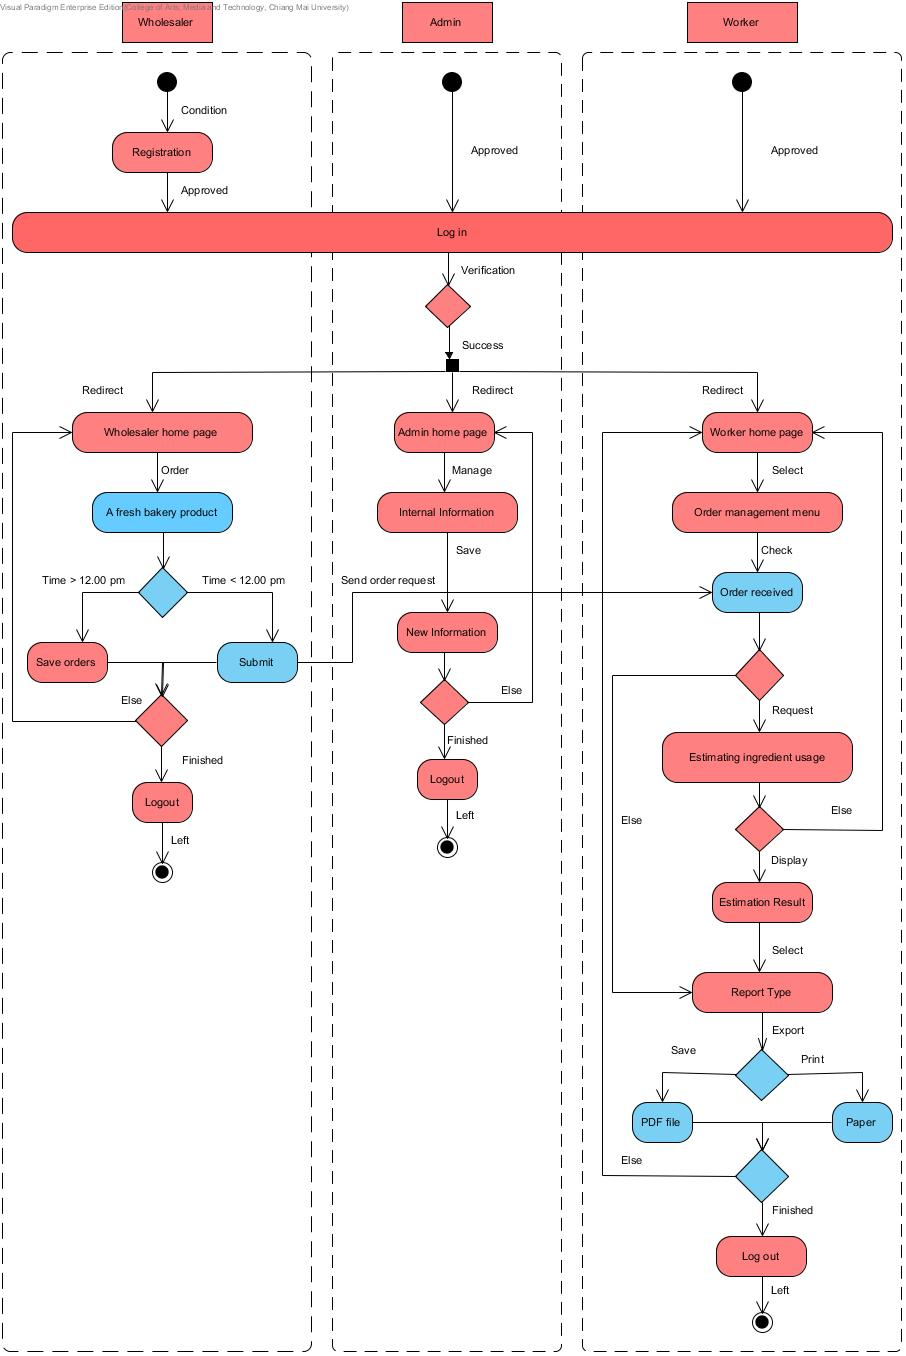 Visual Paradigm Enterprise Edition(College of Arts, Media and Technology, Chiang Mai University)
Wholesaler
Admin
Worker
Condition
Registration
Approved
Approved
Approved
Log in
Verification
Success
Redirect
Redirect
Redirect
Wholesaler home page
Admin home page
Worker home page
Order
Manage
Select
A fresh bakery product
Internal Information
Order management menu
Save
Check
Time > 12.00 pm
Time < 12.00 pm
Send order request
Order received
New Information
Save orders
Submit
Else
Else
Request
Finished
Finished
Estimating ingredient usage
Logout
Logout
Else
Else
Left
Left
Display
Estimation Result
Select
Report Type
Export
Save
Print
PDF file
Paper
Else
Finished
Log out
Left